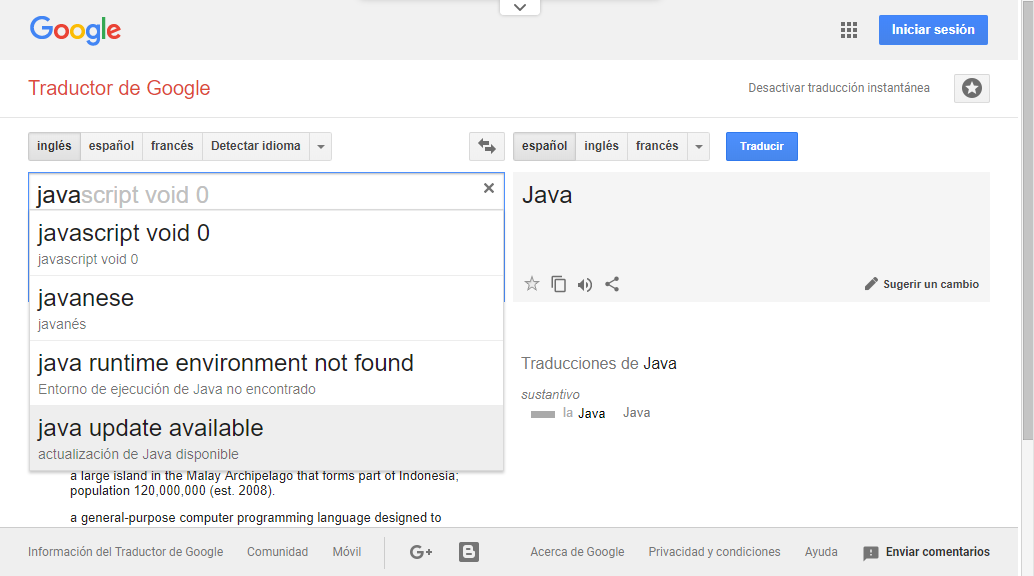 Google
Iniciar sesión
Traductor de Google
Desactivar traducción instantánea
inglés español francés Detectar idioma
español inglés francés Traducir
javascript void 0
Java
javascript void 0
javascript void 0
javanese
javanés
java runtime environment not found
Entorno de ejecución de Java no encontrado
java update available
actualización de Java disponible
Sugerir un cambio
Traducciones de Java
sustantivo
la Java Java
a large island in the Malay Archipelago that forms part of Indonesia;
population 120,000,000 (est. 2008).
a general-purpose computer programming language designed to
Información del Traductor de Google Comunidad Móvil G+ B Acerca de Google Privacidad y condiciones Ayuda Enviar comentarios